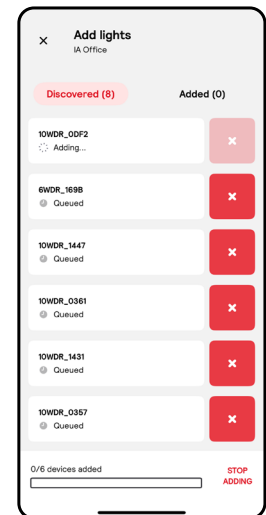 Add lights
IA Office
Discovered (8)
Added (0)
10WDR_0DF2
Adding...
6WDR_169B
Queued
10WDR_1447
Queued
10WDR_0361
Queued
10WDR_1431
Queued
10WDR_0357
Queued
0/6 devices added
STOP
ADDING